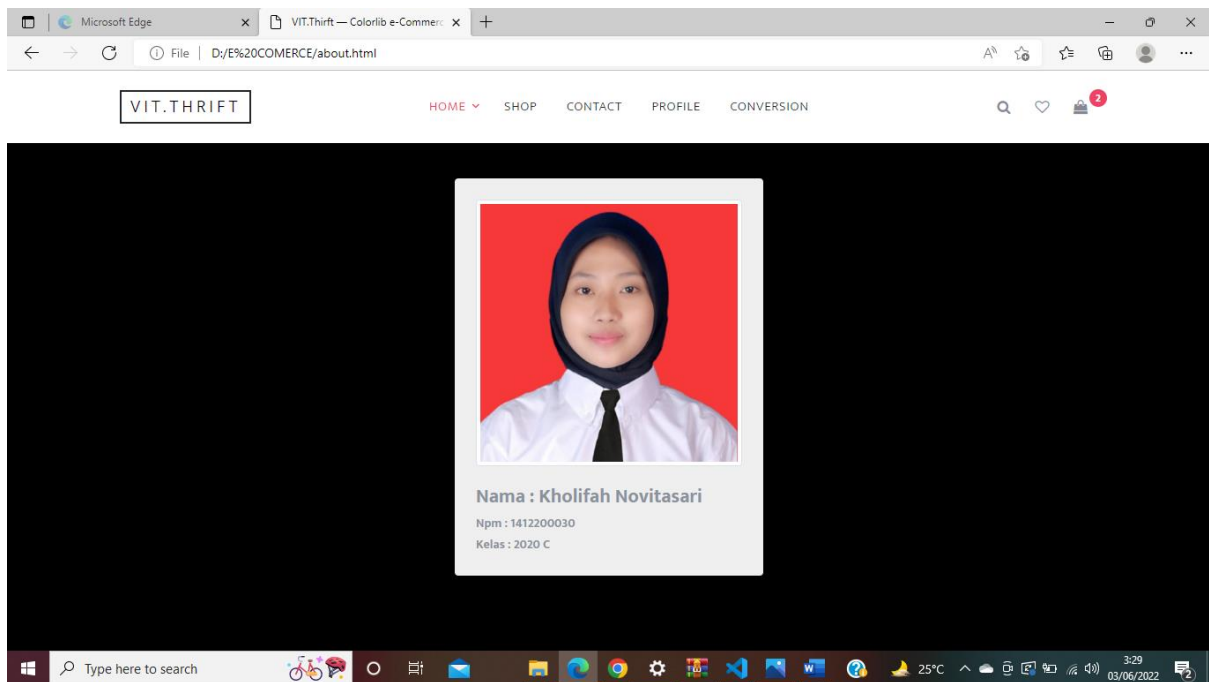 Microsoft Edge
VIT.Thirft — Colorlib e-Commerc
File
D:/E%20COMERCE/about.html
VIT.THRIFT
HOME SHOP CONTACT PROFILE CONVERSION
2
Nama : Kholifah Novitasari
Npm : 1412200030
Kelas : 2020 C
Type here to search
25°C
3:29
03/06/2022
2